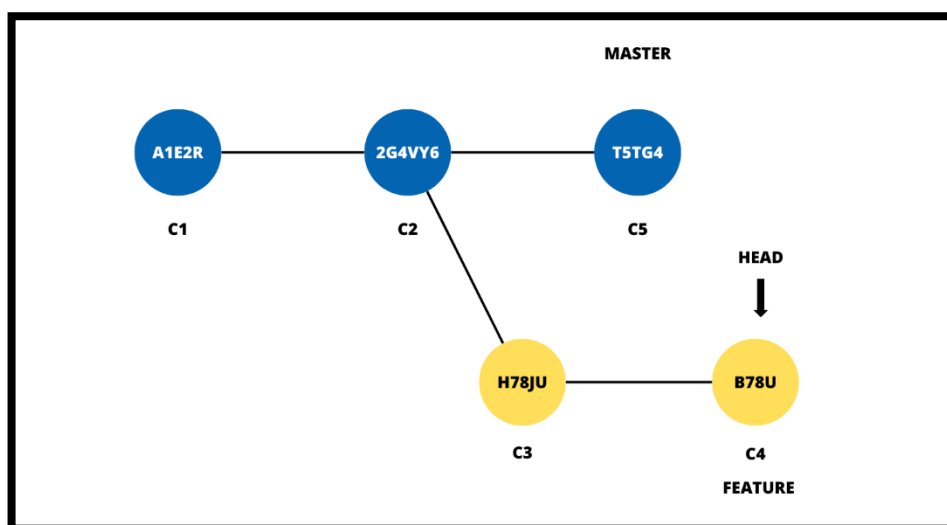 MASTER
A1E2R
2G4VY6
T5TG4
C1
C2
C5
HEAD
H78JU
B78U
C3
C4
FEATURE